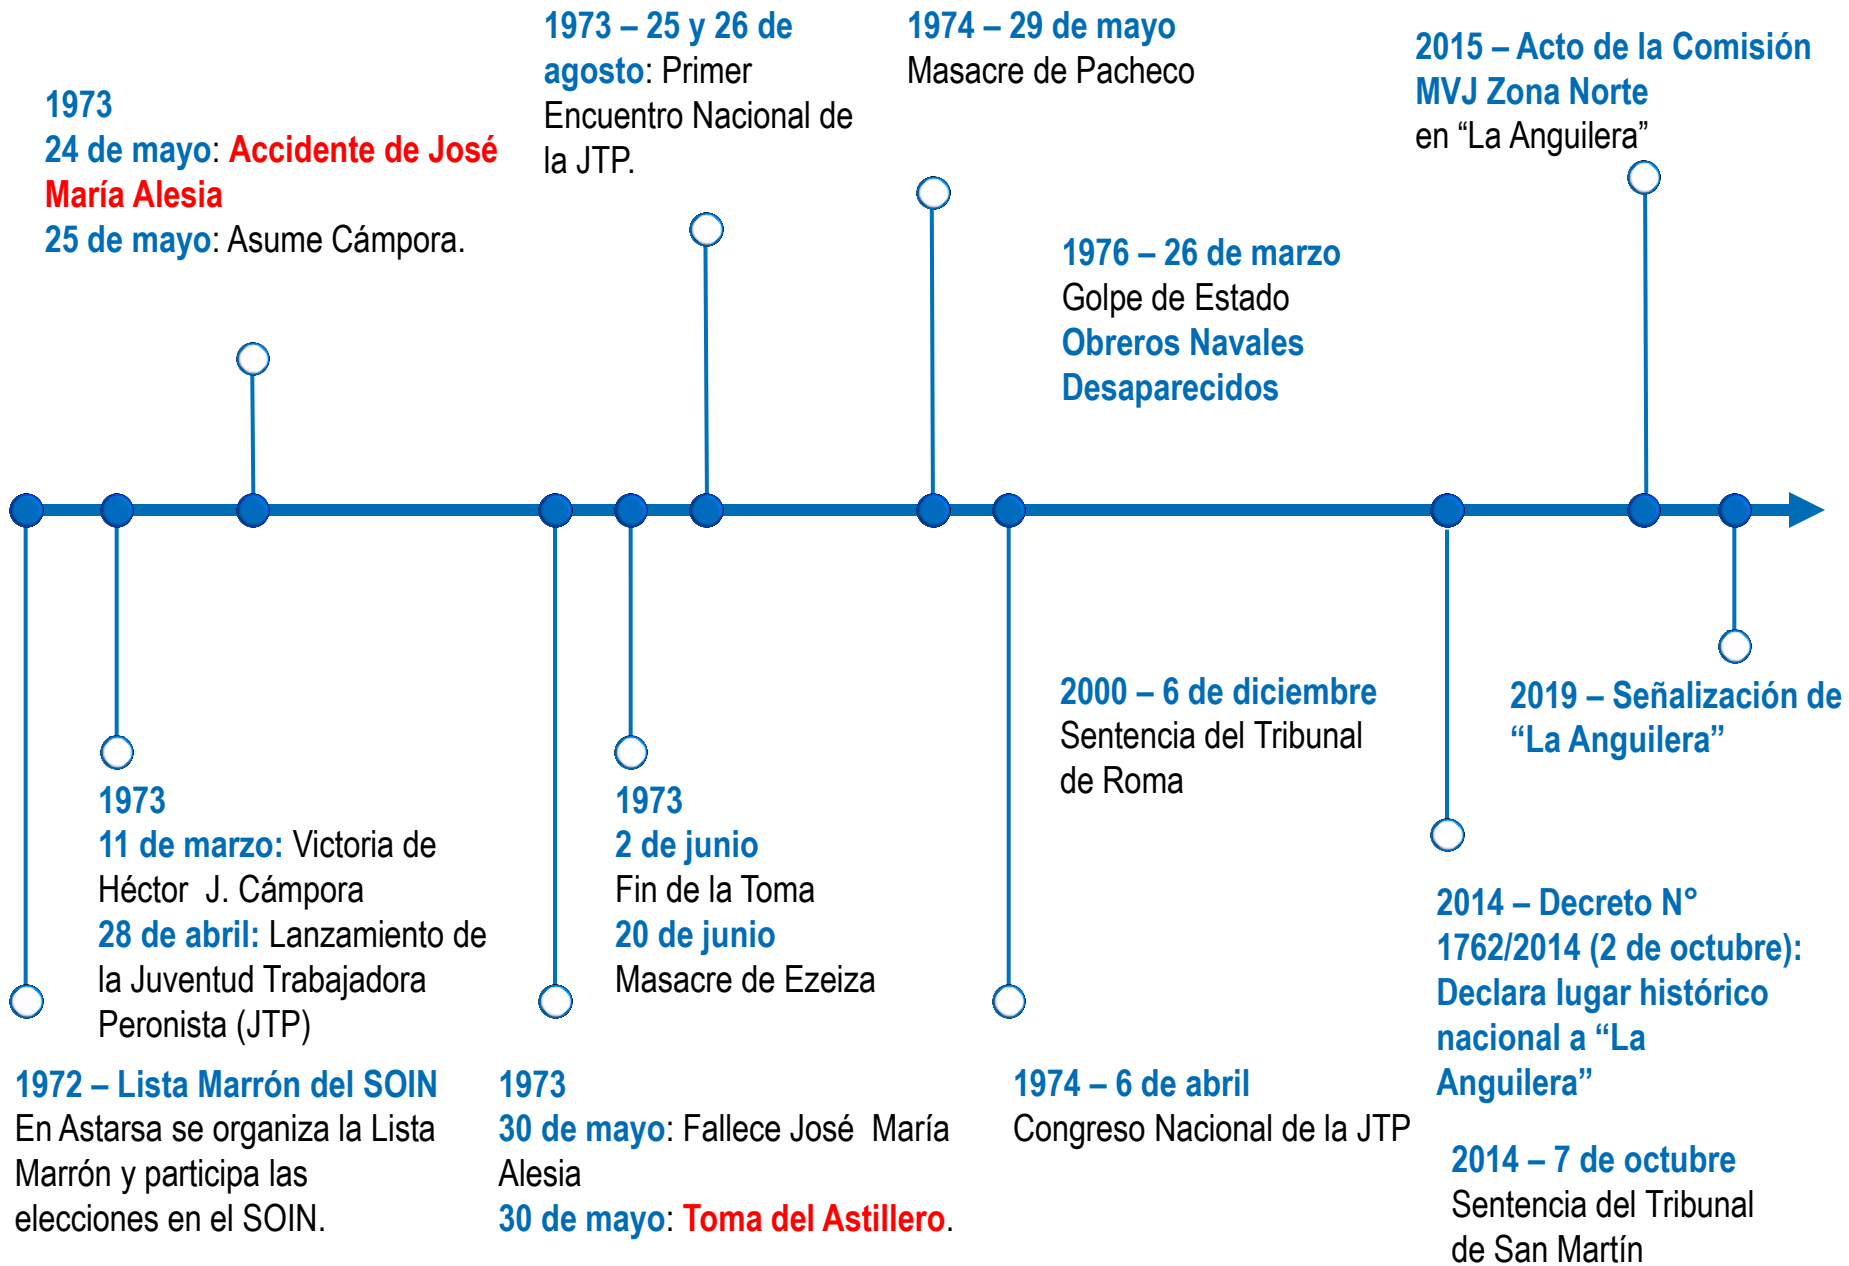 1973
24 de mayo: Accidente de José
María Alesia
25 de mayo: Asume Cámpora.
1973 – 25 y 26 de
agosto: Primer
Encuentro Nacional de
la JTP.
1974 – 29 de mayo
Masacre de Pacheco
1976 – 26 de marzo
Golpe de Estado
Obreros Navales
Desaparecidos
2015 – Acto de la Comisión
MVJ Zona Norte
en “La Anguilera”
1972 – Lista Marrón del SOIN
En Astarsa se organiza la Lista
Marrón y participa las
elecciones en el SOIN.
1973
11 de marzo: Victoria de
Héctor J. Cámpora
28 de abril: Lanzamiento de
la Juventud Trabajadora
Peronista (JTP)
1973
30 de mayo: Fallece José María
Alesia
30 de mayo: Toma del Astillero.
1973
2 de junio
Fin de la Toma
20 de junio
Masacre de Ezeiza
1974 – 6 de abril
Congreso Nacional de la JTP
2000 – 6 de diciembre
Sentencia del Tribunal
de Roma
2014 – Decreto N°
1762/2014 (2 de octubre):
Declara lugar histórico
nacional a “La
Anguilera”
2014 – 7 de octubre
Sentencia del Tribunal
de San Martín
2019 – Señalización de
“La Anguilera”